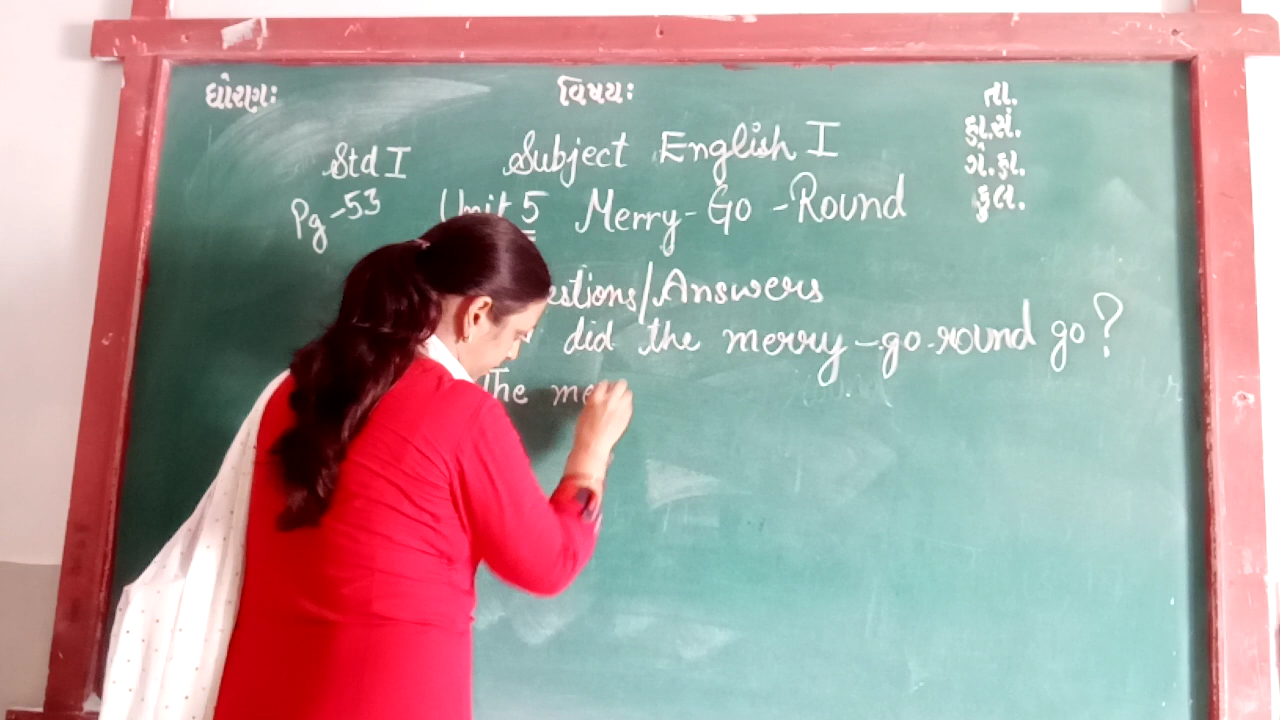 ધોરણઃ વિષયઃ તા.
ક્રા.સં.
ગે.હા.
કુલ.
Std I Subject English I
Pg-53 Unit 5 Merry-Go-Round
estions/Answers
did the merry-go-round go?
The me